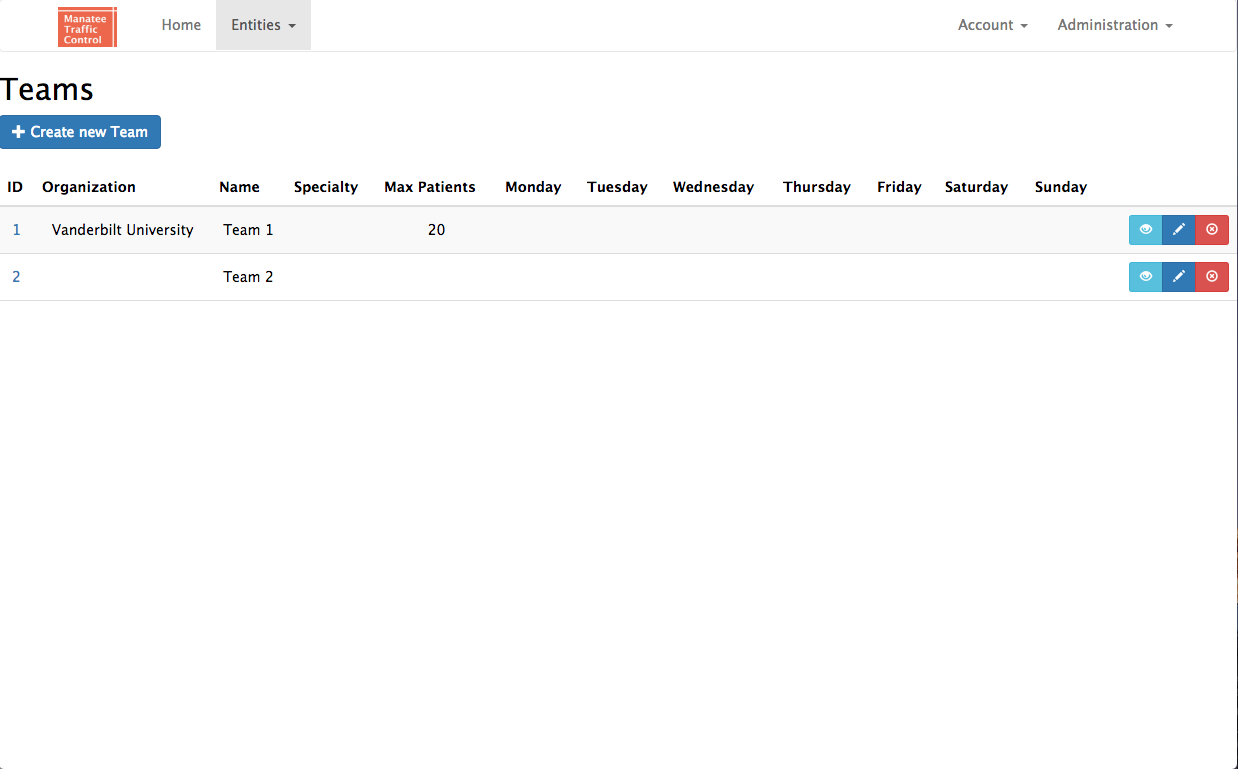 Manatee
Traffic
Control
Home Entities Account Administration
Teams
Create new Team
ID Organization Name Specialty Max Patients Monday Tuesday Wednesday Thursday Friday Saturday Sunday
1 Vanderbilt University Team 1 20
2 Team 2